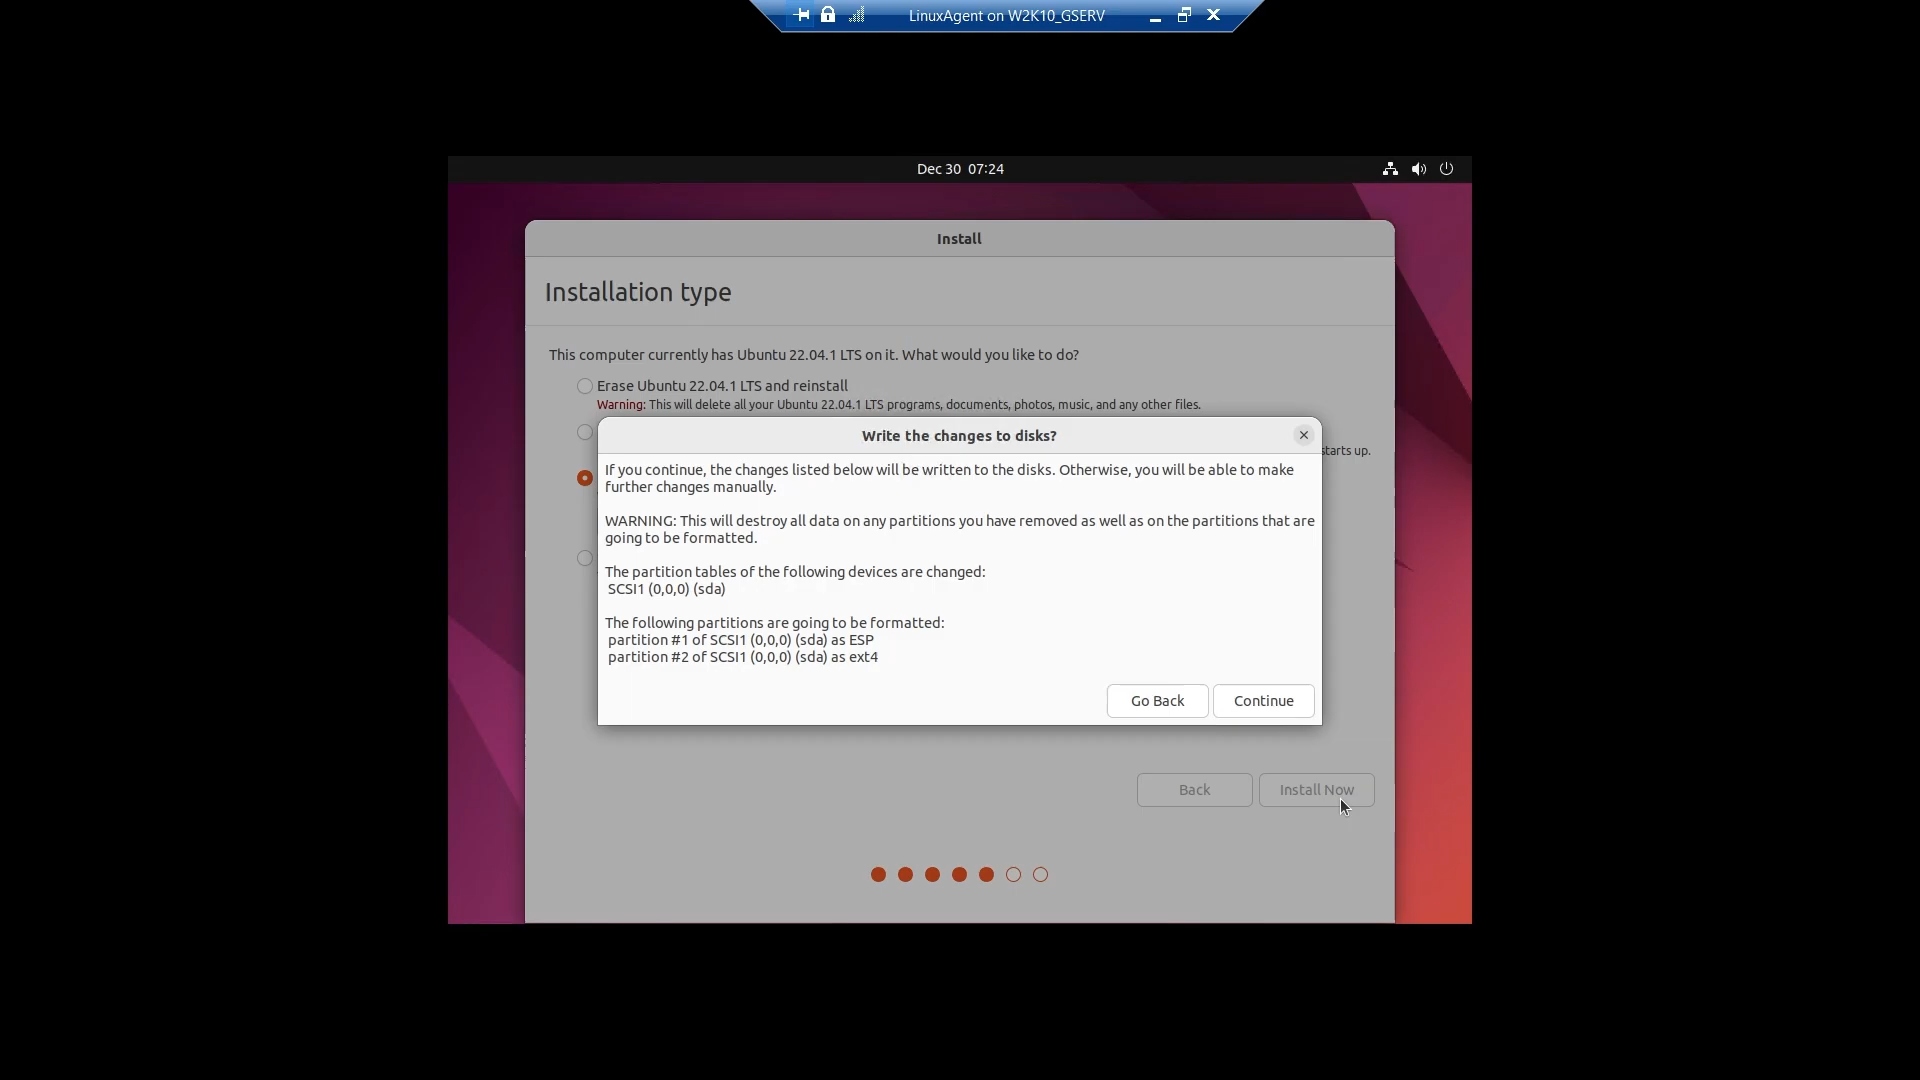 LinuxAgent on W2K10_GSERV
Dec 30 07:24
Install
Installation type
This computer currently has Ubuntu 22.04.1 LTS on it. What would you like to do?
Erase Ubuntu 22.04.1 LTS and reinstall
Warning: This will delete all your Ubuntu 22.04.1 LTS programs, documents, photos, music, and any other files.
starts up.
Write the changes to disks?
If you continue, the changes listed below will be written to the disks. Otherwise, you will be able to make
further changes manually.
WARNING: This will destroy all data on any partitions you have removed as well as on the partitions that are
going to be formatted.
The partition tables of the following devices are changed:
SCSI1 (0,0,0) (sda)
The following partitions are going to be formatted:
partition #1 of SCSI1 (0,0,0) (sda) as ESP
partition #2 of SCSI1 (0,0,0) (sda) as ext4
Go Back
Continue
Back
Install Now